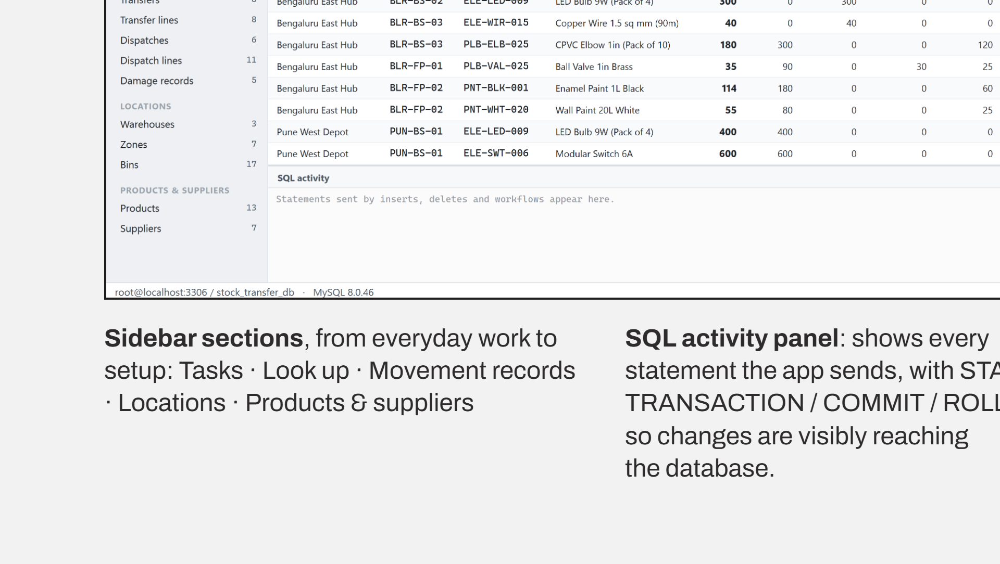 Transfers
Transfer lines 8
Dispatches 6
Dispatch lines 11
Damage records 5
LOCATIONS
Warehouses 3
Zones 7
Bins 17
PRODUCTS & SUPPLIERS
Products 13
Suppliers 7
Bengaluru East Hub BLR-BS-02 ELE-LED-009 LED Bulb 9W (Pack of 4) 300 0 300 0 0
Bengaluru East Hub BLR-BS-03 ELE-WIR-015 Copper Wire 1.5 sq mm (90m) 40 0 40 0 0
Bengaluru East Hub BLR-BS-03 PLB-ELB-025 CPVC Elbow 1in (Pack of 10) 180 300 0 0 120
Bengaluru East Hub BLR-FP-01 PLB-VAL-025 Ball Valve 1in Brass 35 90 0 30 25
Bengaluru East Hub BLR-FP-02 PNT-BLK-001 Enamel Paint 1L Black 114 180 0 0 60
Bengaluru East Hub BLR-FP-02 PNT-WHT-020 Wall Paint 20L White 55 80 0 0 25
Pune West Depot PUN-BS-01 ELE-LED-009 LED Bulb 9W (Pack of 4) 400 400 0 0 0
Pune West Depot PUN-BS-01 ELE-SWT-006 Modular Switch 6A 600 600 0 0 0
SQL activity
Statements sent by inserts, deletes and workflows appear here.
root@localhost:3306 / stock_transfer_db · MySQL 8.0.46
Sidebar sections, from everyday work to
setup: Tasks · Look up · Movement records
· Locations · Products & suppliers
SQL activity panel: shows every
statement the app sends, with STA
TRANSACTION / COMMIT / ROLL
so changes are visibly reaching
the database.